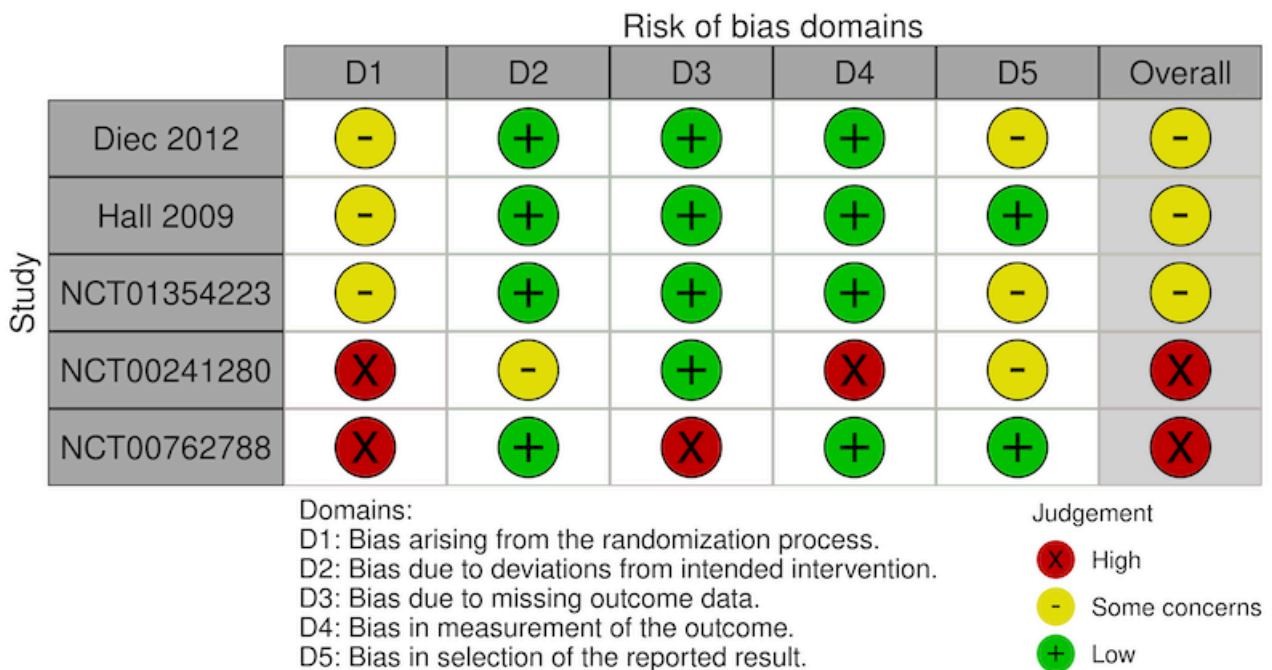 Risk of bias domains
D1 D2 D3 D4 D5 Overall
Study
Diec 2012 - + + + - -
Hall 2009 - + + + + -
NCT01354223 - + + + - -
NCT00241280 X - + X - X
NCT00762788 X + X + + X
Domains:
D1: Bias arising from the randomization process.
D2: Bias due to deviations from intended intervention.
D3: Bias due to missing outcome data.
D4: Bias in measurement of the outcome.
D5: Bias in selection of the reported result.
Judgement
X High
- Some concerns
+ Low